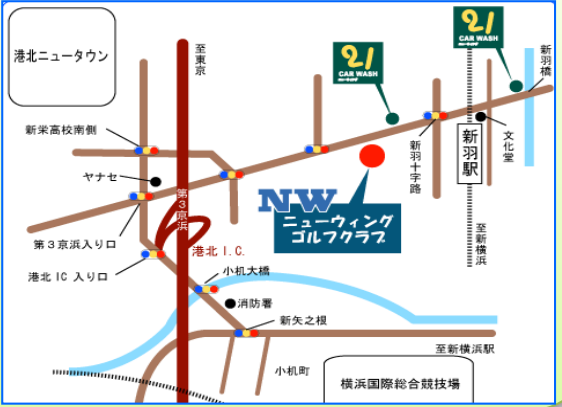 港北ニュータウン
至東京
21
CAR WASH
21
CAR WASH
新羽橋
新栄高校南側
ヤナセ
第3京浜
新羽十字路
新羽駅
文化堂
NW
ニューウィング
ゴルフクラブ
第3京浜入り口
港北I.C.
港北IC入り口
小机大橋
消防署
新矢之根
至新横浜
至新横浜駅
小机町
横浜国際総合競技場